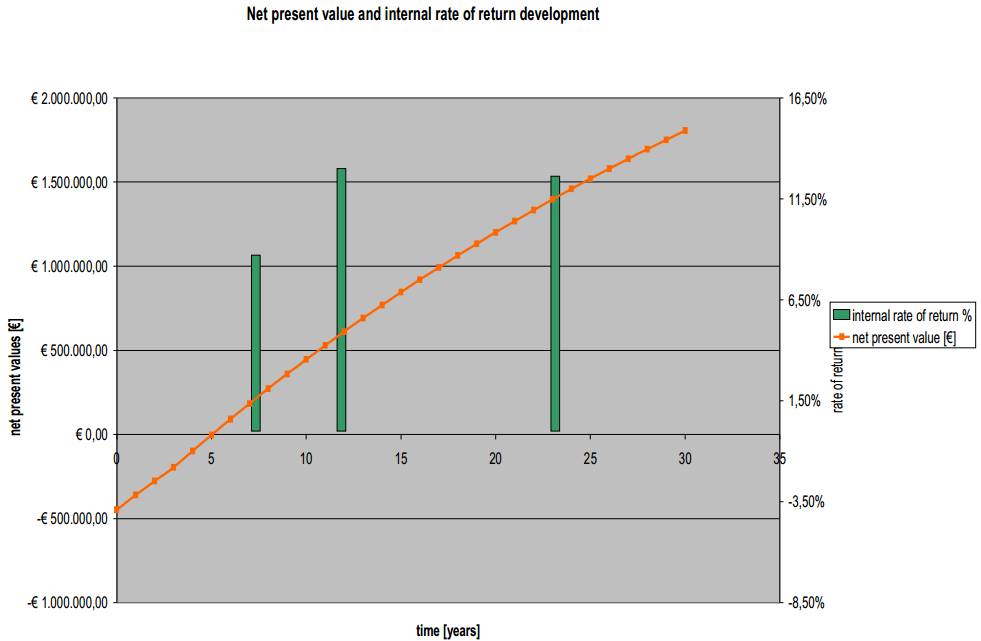 Net present value and internal rate of return development
€ 2.000.000,00
€ 1.500.000,00
€ 1.000.000,00
€ 500.000,00
€ 0,00
-€ 500.000,00
-€ 1.000.000,00
net present values [€]
0 5 10 15 20 25 30 35
time [years]
16,50%
11,50%
6,50%
1,50%
-3,50%
-8,50%
rate of return
internal rate of return %
net present value [€]